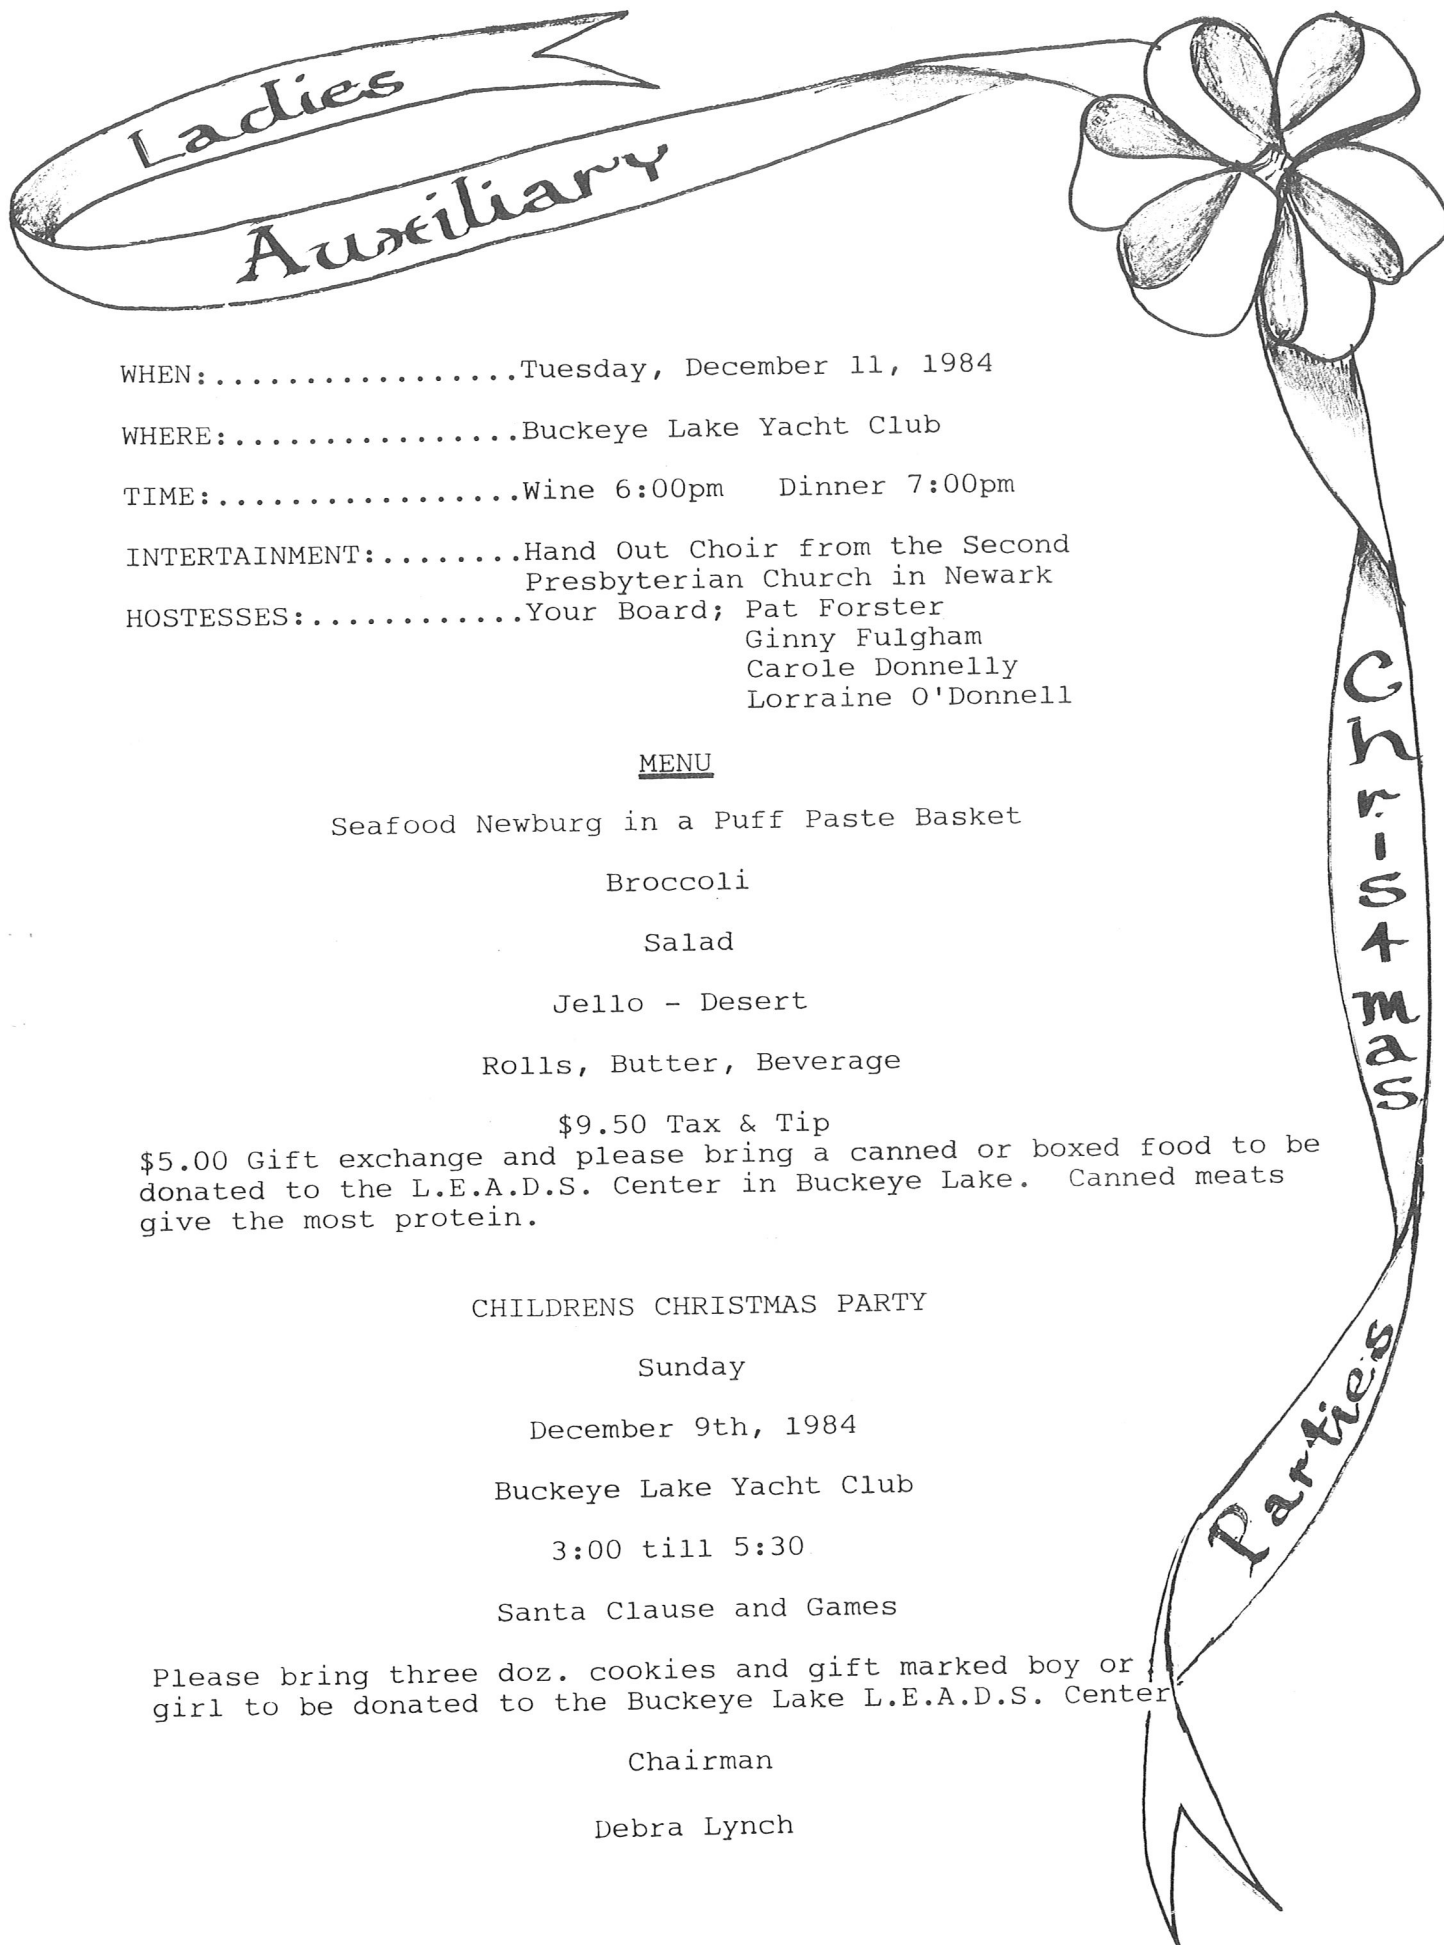 Ladies
Auxiliary
Christmas
Parties
WHEN:.................Tuesday, December 11, 1984
WHERE:................Buckeye Lake Yacht Club
TIME:.................Wine 6:00pm   Dinner 7:00pm
INTERTAINMENT:........Hand Out Choir from the Second
Presbyterian Church in Newark
HOSTESSES:............Your Board; Pat Forster
Ginny Fulgham
Carole Donnelly
Lorraine O'Donnell
MENU
Seafood Newburg in a Puff Paste Basket
Broccoli
Salad
Jello - Desert
Rolls, Butter, Beverage
$9.50 Tax & Tip
$5.00 Gift exchange and please bring a canned or boxed food to be
donated to the L.E.A.D.S. Center in Buckeye Lake.  Canned meats
give the most protein.
CHILDRENS CHRISTMAS PARTY
Sunday
December 9th, 1984
Buckeye Lake Yacht Club
3:00 till 5:30
Santa Clause and Games
Please bring three doz. cookies and gift marked boy or
girl to be donated to the Buckeye Lake L.E.A.D.S. Center
Chairman
Debra Lynch